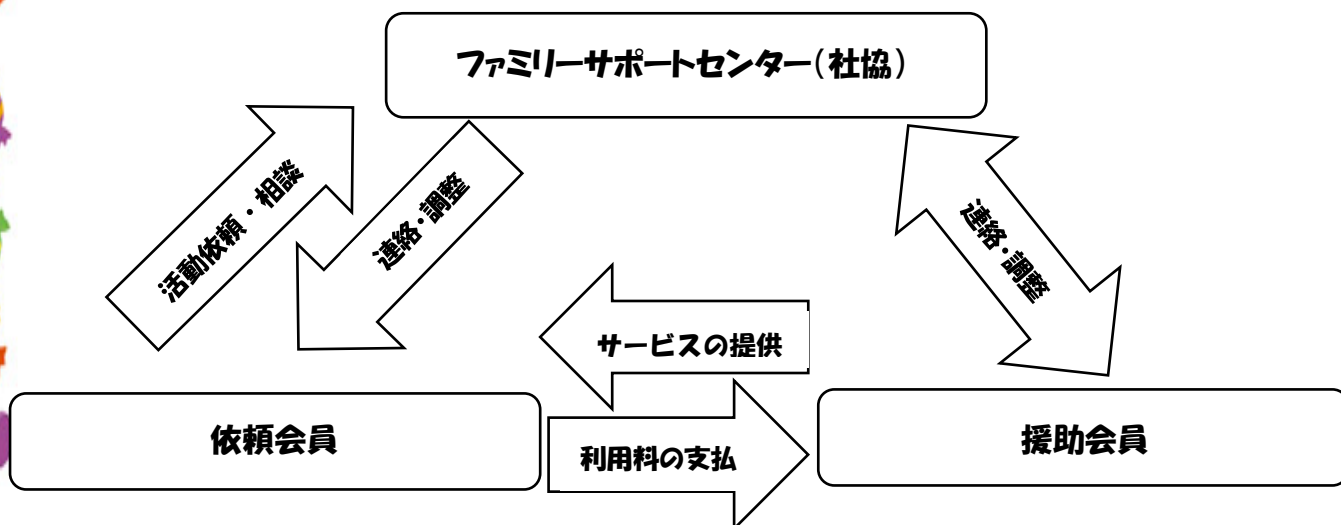 ファミリーサポートセンター（社協）
活動依頼・相談
連絡・調整
連絡・調整
サービスの提供
利用料の支払
依頼会員
援助会員